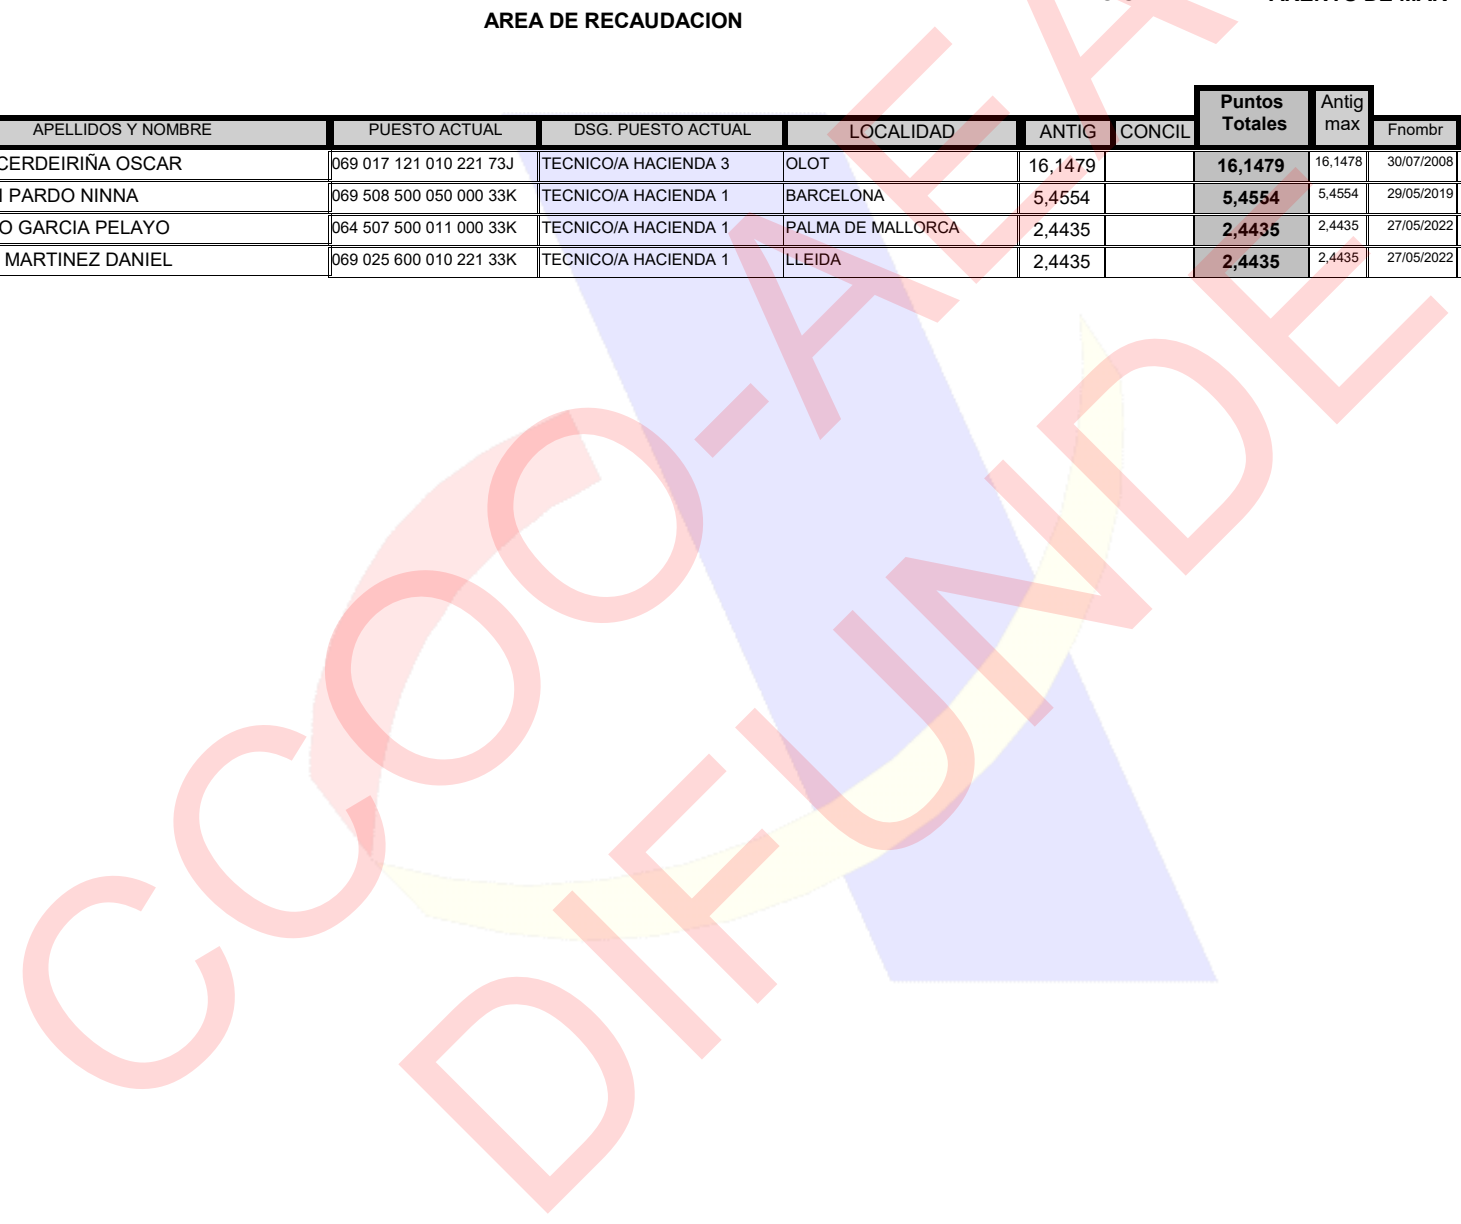 AREA DE RECAUDACION
Puntos Totales Antig max
APELLIDOS Y NOMBRE PUESTO ACTUAL DSG. PUESTO ACTUAL LOCALIDAD ANTIG CONCIL Fnombr
CERDEIRIÑA OSCAR 069 017 121 010 221 73J TECNICO/A HACIENDA 3 OLOT 16,1479 16,1479 16,1478 30/07/2008
PARDO NINNA 069 508 500 050 000 33K TECNICO/A HACIENDA 1 BARCELONA 5,4554 5,4554 5,4554 29/05/2019
O GARCIA PELAYO 064 507 500 011 000 33K TECNICO/A HACIENDA 1 PALMA DE MALLORCA 2,4435 2,4435 2,4435 27/05/2022
MARTINEZ DANIEL 069 025 600 010 221 33K TECNICO/A HACIENDA 1 LLEIDA 2,4435 2,4435 2,4435 27/05/2022
CCOO-AEA
DIFUNDE